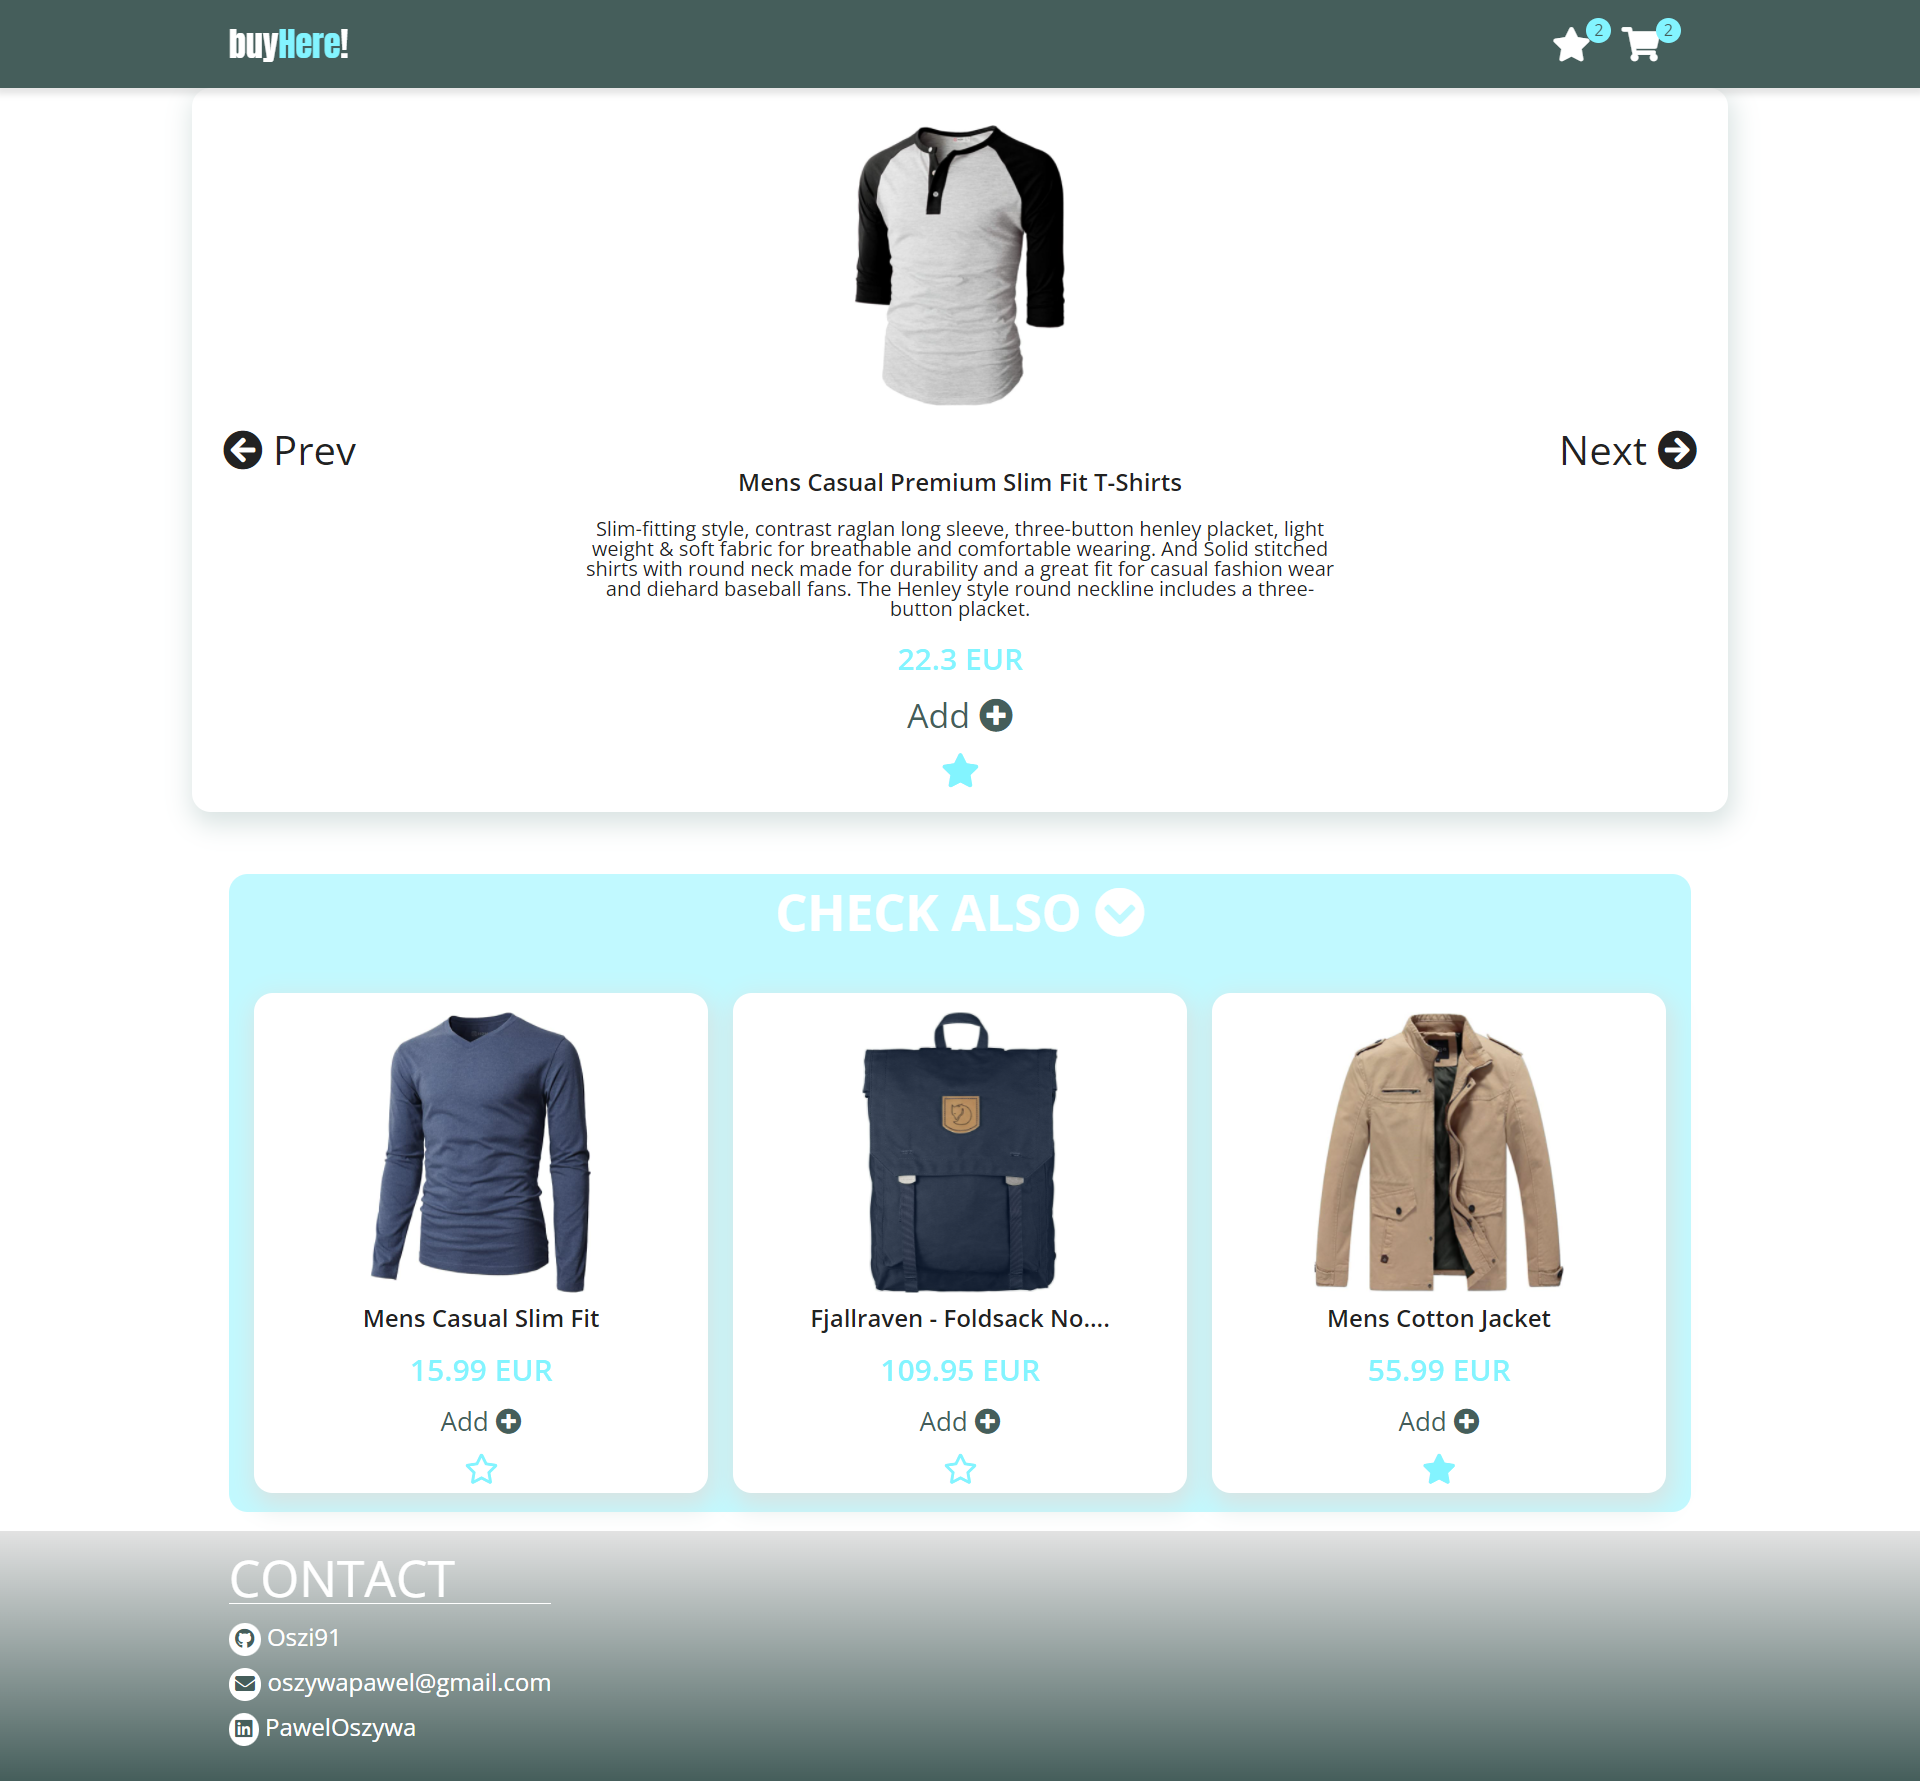 buyHere!
2 2
Prev
Next
Mens Casual Premium Slim Fit T-Shirts
Slim-fitting style, contrast raglan long sleeve, three-button henley placket, light
weight & soft fabric for breathable and comfortable wearing. And Solid stitched
shirts with round neck made for durability and a great fit for casual fashion wear
and diehard baseball fans. The Henley style round neckline includes a three-
button placket.
22.3 EUR
Add
CHECK ALSO
Mens Casual Slim Fit
15.99 EUR
Add
Fjallraven - Foldsack No....
109.95 EUR
Add
Mens Cotton Jacket
55.99 EUR
Add
CONTACT
Oszi91
oszywapawel@gmail.com
PawelOszywa